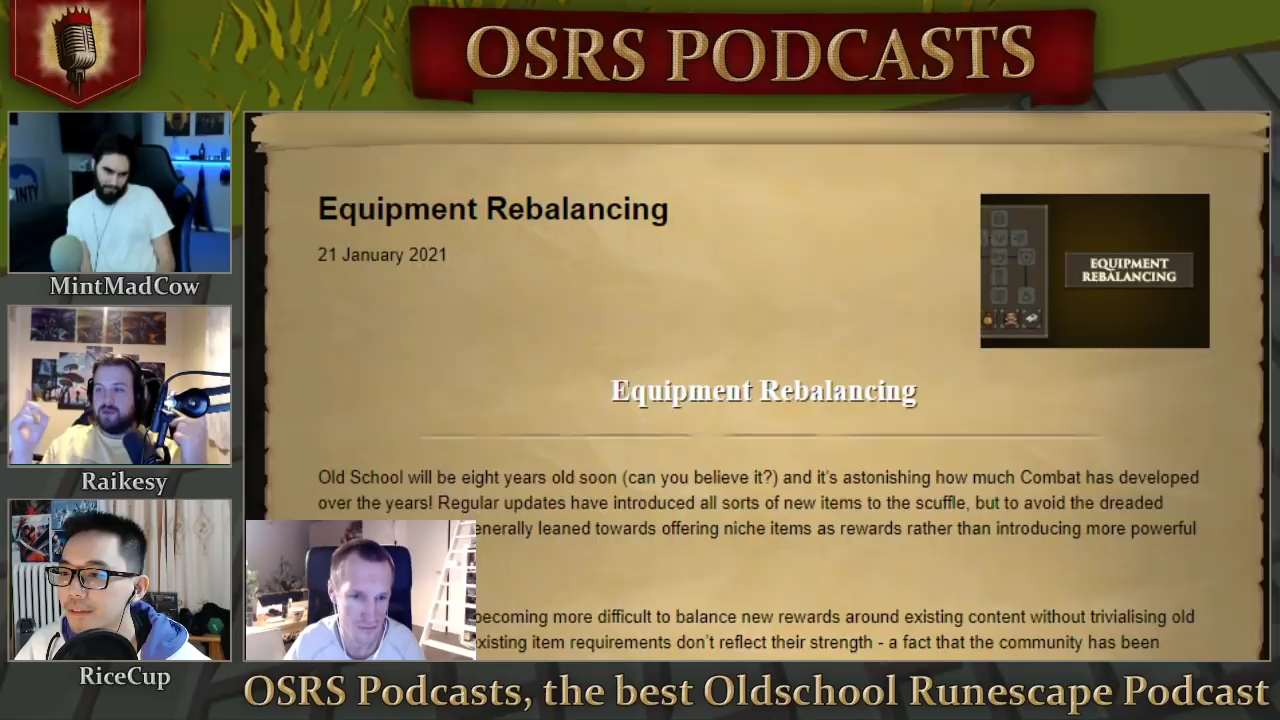 OSRS PODCASTS
INTY
MintMadCow
Raikesy
RiceCup
Equipment Rebalancing
21 January 2021
EQUIPMENT
REBALANCING
Equipment Rebalancing
Old School will be eight years old soon (can you believe it?) and it's astonishing how much Combat has developed
over the years! Regular updates have introduced all sorts of new items to the scuffle, but to avoid the dreaded
enerally leaned towards offering niche items as rewards rather than introducing more powerful
becoming more difficult to balance new rewards around existing content without trivialising old
existing item requirements don't reflect their strength - a fact that the community has been
OSRS Podcasts, the best Oldschool Runescape Podcast